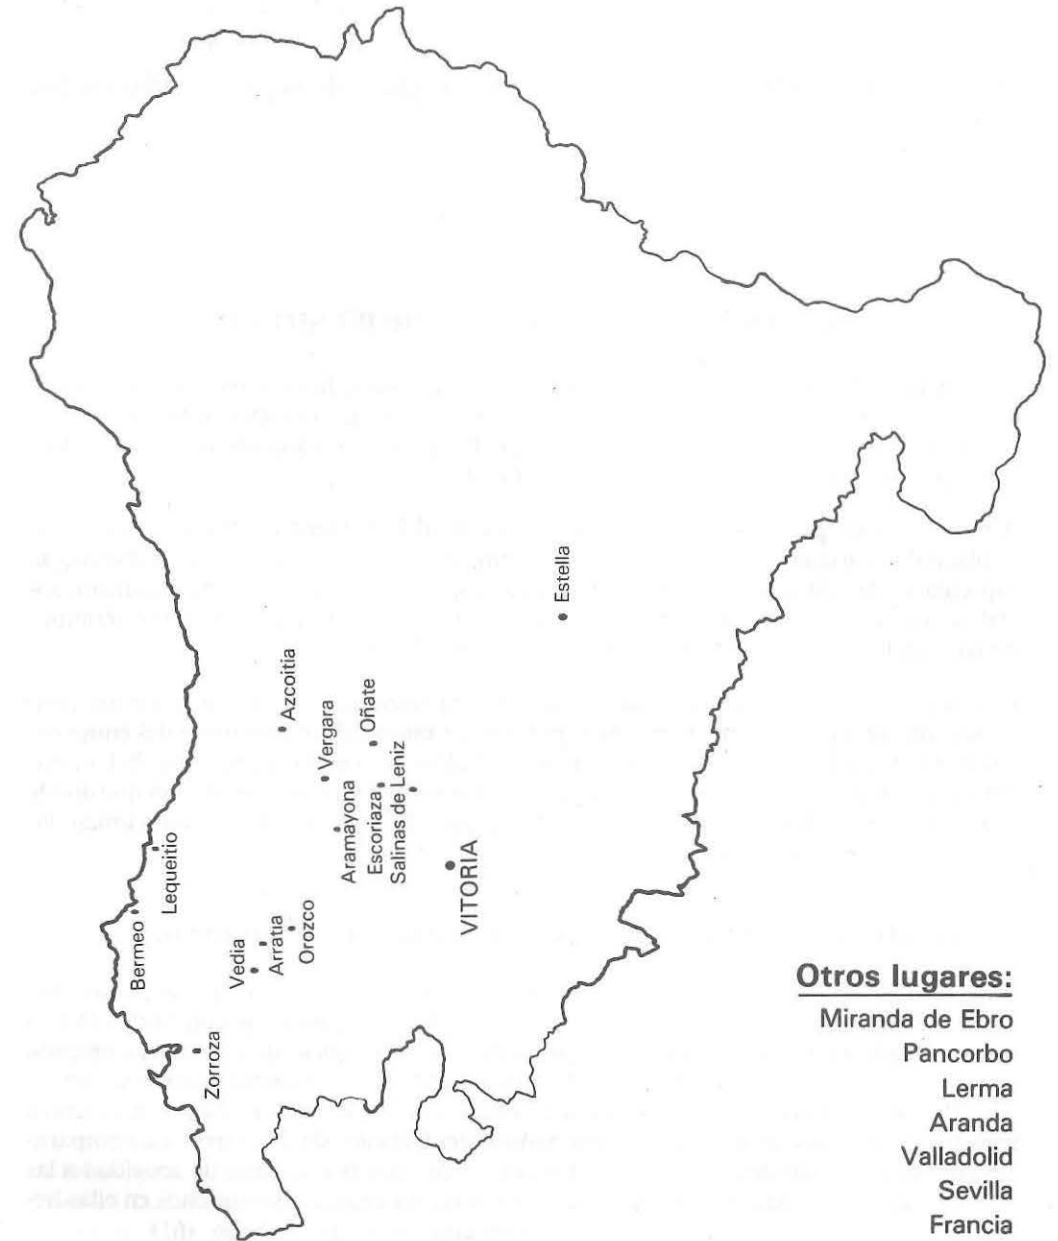 Bermeo
Lequeitio
Zorroza
Vedia
Arratia
Orozco
Azcoitia
Vergara
Oñate
Aramayona
Escoriaza
Salinas de Leniz
VITORIA
Estella
Otros lugares:
Miranda de Ebro
Pancorbo
Lerma
Aranda
Valladolid
Sevilla
Francia